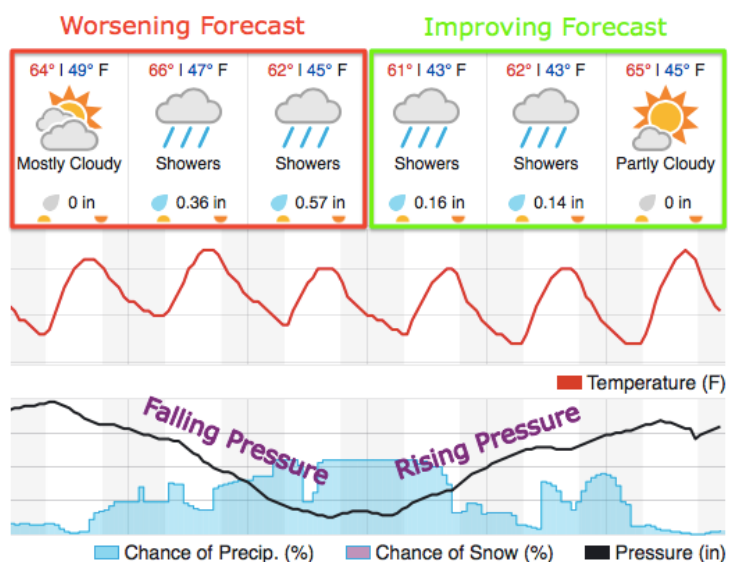 Worsening Forecast
Improving Forecast
64° | 49° F
66° | 47° F
62° | 45° F
61° | 43° F
62° | 43° F
65° | 45° F
Mostly Cloudy
Showers
Showers
Showers
Showers
Partly Cloudy
0 in
0.36 in
0.57 in
0.16 in
0.14 in
0 in
Temperature (F)
Falling Pressure
Rising Pressure
Chance of Precip. (%)
Chance of Snow (%)
Pressure (in)